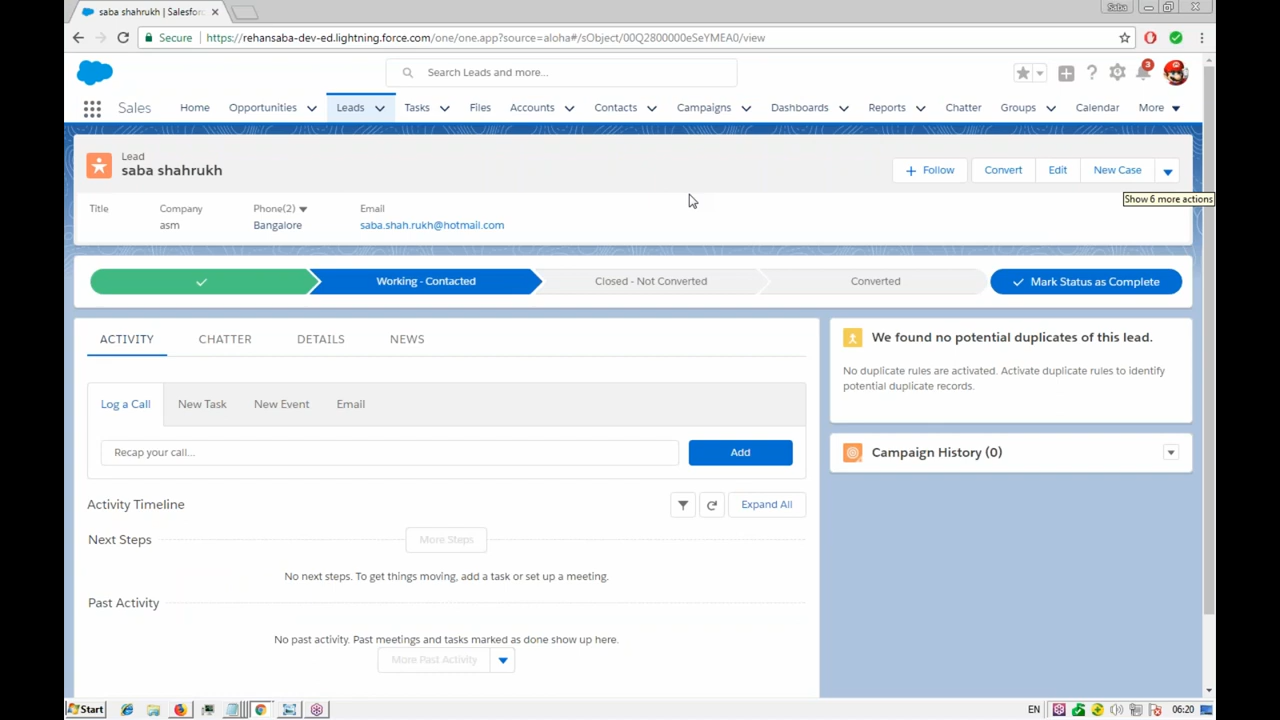 saba shahrukh | Salesforc
Saba
Secure
https://rehansaba-dev-ed.lightning.force.com/one/one.app?source=aloha#/sObject/00Q2800000eSeYMEA0/view
Search Leads and more...
3
Sales Home Opportunities Leads Tasks Files Accounts Contacts Campaigns Dashboards Reports Chatter Groups Calendar More
Lead
saba shahrukh
+ Follow Convert Edit New Case
Show 6 more actions
Title Company Phone(2) Email
asm Bangalore saba.shah.rukh@hotmail.com
Working - Contacted Closed - Not Converted Converted Mark Status as Complete
ACTIVITY CHATTER DETAILS NEWS
We found no potential duplicates of this lead.
No duplicate rules are activated. Activate duplicate rules to identify
potential duplicate records.
Log a Call New Task New Event Email
Recap your call... Add
Campaign History (0)
Activity Timeline Expand All
Next Steps More Steps
No next steps. To get things moving, add a task or set up a meeting.
Past Activity
No past activity. Past meetings and tasks marked as done show up here.
More Past Activity
Start EN 06:20